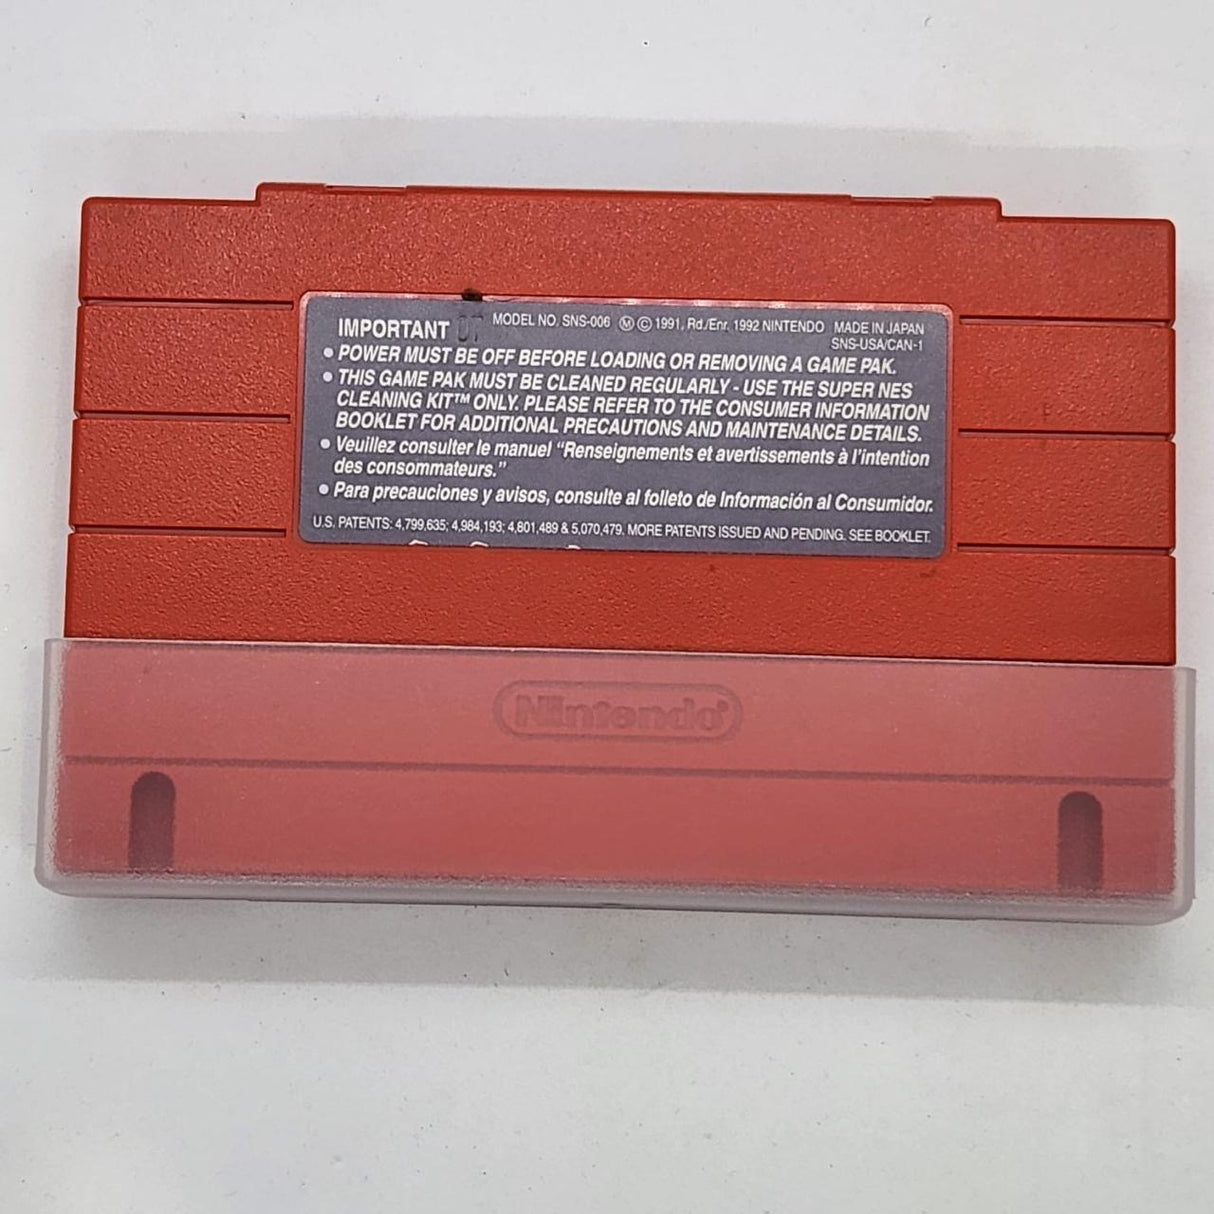 IMPORTANT 07 MODEL NO. SNS-006 Ⓜ © 1991, Rd./Enr. 1992 NINTENDO MADE IN JAPAN
SNS-USA/CAN-1
• POWER MUST BE OFF BEFORE LOADING OR REMOVING A GAME PAK.
• THIS GAME PAK MUST BE CLEANED REGULARLY - USE THE SUPER NES
CLEANING KIT™ ONLY. PLEASE REFER TO THE CONSUMER INFORMATION
BOOKLET FOR ADDITIONAL PRECAUTIONS AND MAINTENANCE DETAILS.
• Veuillez consulter le manuel "Renseignements et avertissements à l'intention
des consommateurs."
• Para precauciones y avisos, consulte al folleto de Información al Consumidor.
U.S. PATENTS: 4,799,635; 4,984,193; 4,801,489 & 5,070,479. MORE PATENTS ISSUED AND PENDING. SEE BOOKLET.
Nintendo®